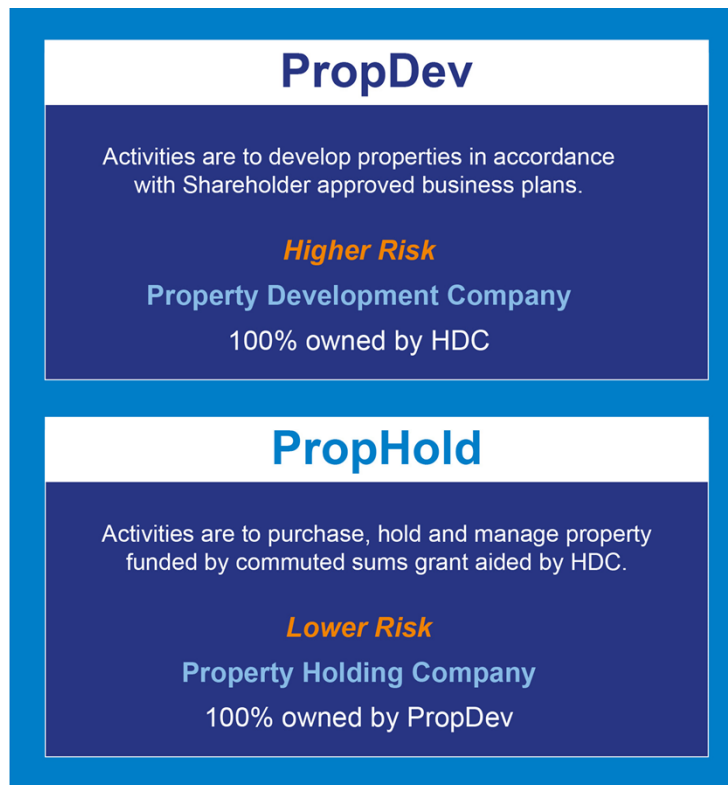 PropDev
Activities are to develop properties in accordance
with Shareholder approved business plans.
Higher Risk
Property Development Company
100% owned by HDC
PropHold
Activities are to purchase, hold and manage property
funded by commuted sums grant aided by HDC.
Lower Risk
Property Holding Company
100% owned by PropDev